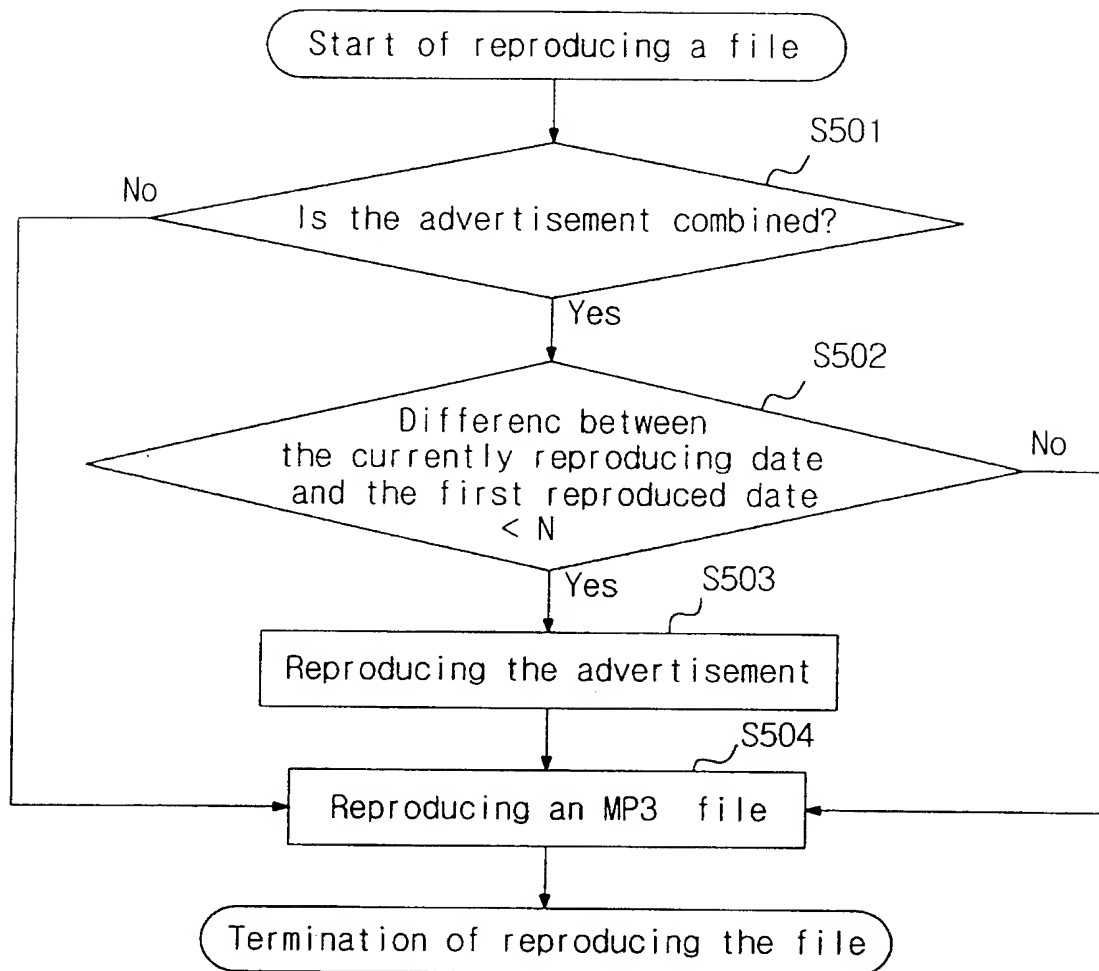 Start of reproducing a file
S501
No
Is the advertisement combined?
Yes
S502
Differenc between
the currently reproducing date
and the first reproduced date
< N
No
Yes
S503
Reproducing the advertisement
S504
Reproducing an MP3 file
Termination of reproducing the file